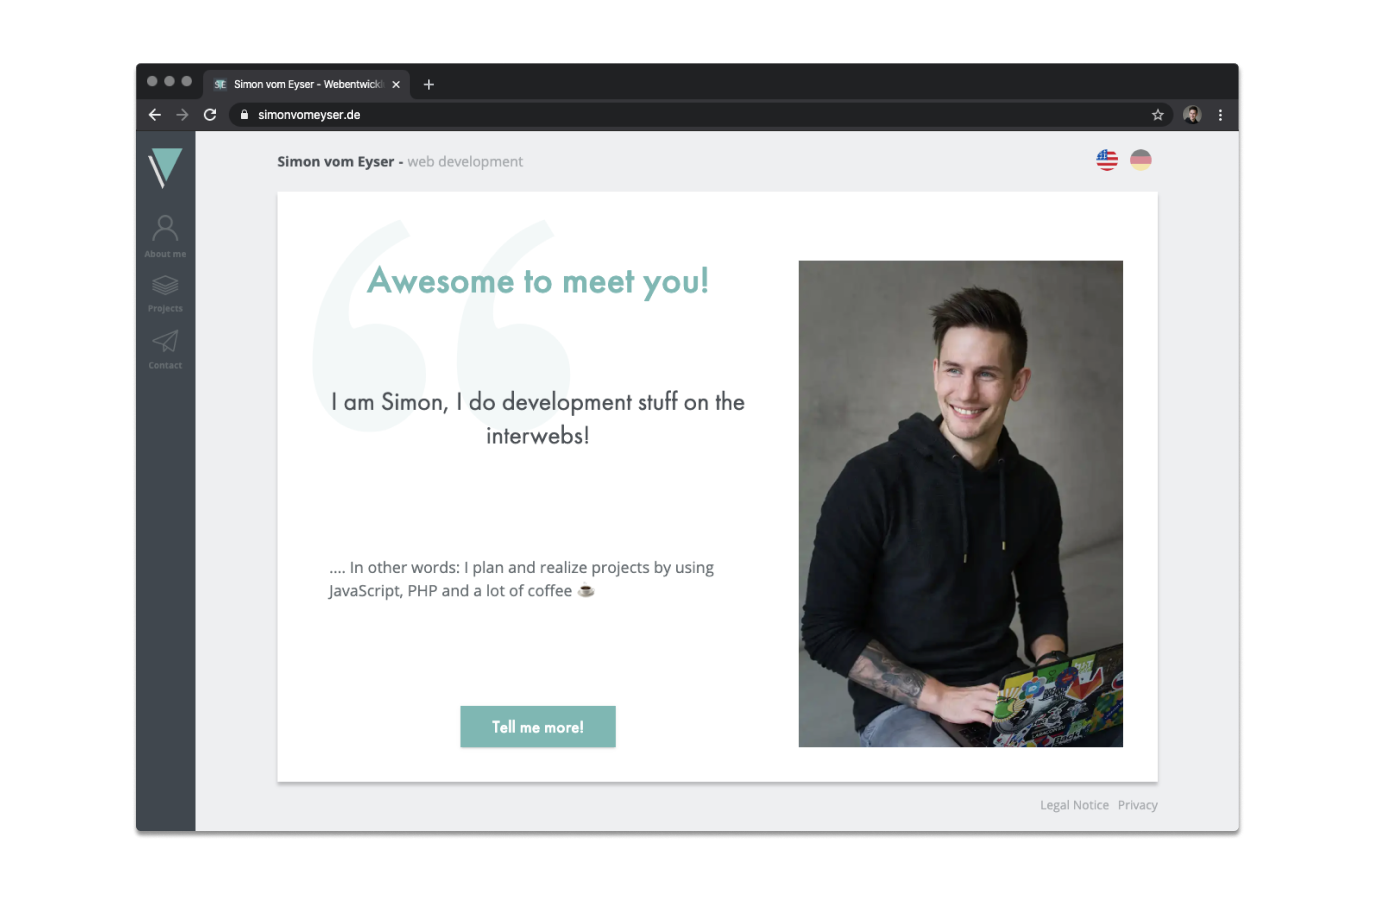 Simon vom Eyser - Webentwickl
simonvomeyser.de
Simon vom Eyser - web development
About me
Projects
Contact
Awesome to meet you!
I am Simon, I do development stuff on the
interwebs!
.... In other words: I plan and realize projects by using
JavaScript, PHP and a lot of coffee ☕
Tell me more!
Legal Notice Privacy